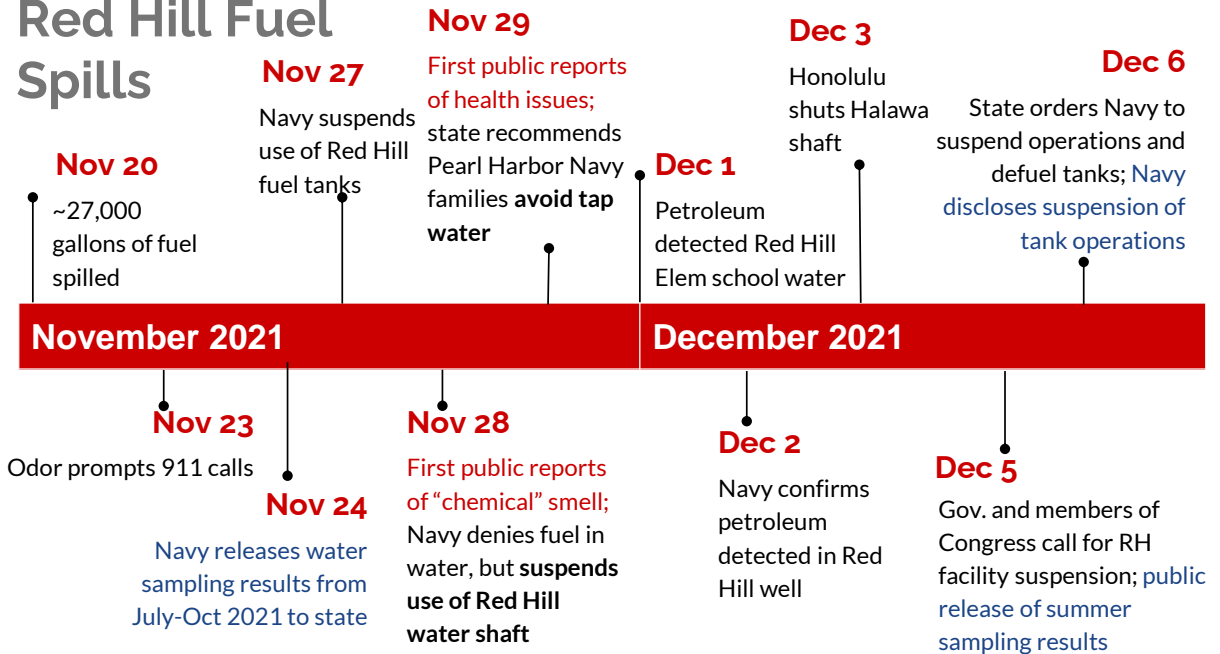 Red Hill Fuel
Spills
Nov 20
~27,000
gallons of fuel
spilled
Nov 27
Navy suspends
use of Red Hill
fuel tanks
Nov 29
First public reports
of health issues;
state recommends
Pearl Harbor Navy
families avoid tap
water
Dec 1
Petroleum
detected Red Hill
Elem school water
Dec 3
Honolulu
shuts Halawa
shaft
Dec 6
State orders Navy to
suspend operations and
defuel tanks; Navy
discloses suspension of
tank operations
November 2021
December 2021
Nov 23
Odor prompts 911 calls
Nov 24
Navy releases water
sampling results from
July-Oct 2021 to state
Nov 28
First public reports
of “chemical” smell;
Navy denies fuel in
water, but suspends
use of Red Hill
water shaft
Dec 2
Navy confirms
petroleum
detected in Red
Hill well
Dec 5
Gov. and members of
Congress call for RH
facility suspension; public
release of summer
sampling results